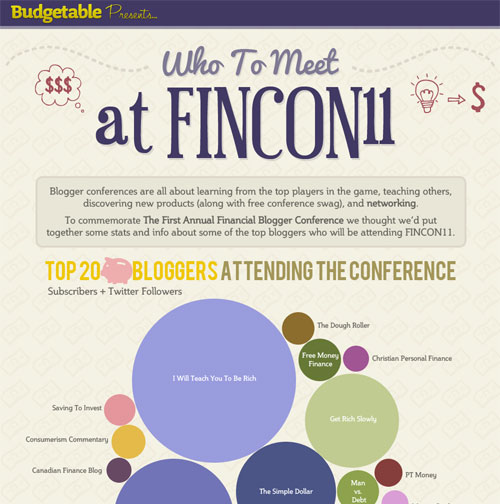 Budgetable Presents...
Who To Meet
$$$
$
at FINCON11
Blogger conferences are all about learning from the top players in the game, teaching others,
discovering new products (along with free conference swag), and networking.
To commemorate The First Annual Financial Blogger Conference we thought we'd put
together some stats and info about some of the top bloggers who will be attending FINCON11.
TOP 20 BLOGGERS ATTENDING THE CONFERENCE
Subscribers + Twitter Followers
The Dough Roller
Free Money
Finance
Christian Personal Finance
I Will Teach You To Be Rich
Saving To Invest
Get Rich Slowly
Consumerism Commentary
Canadian Finance Blog
PT Money
The Simple Dollar
Man
vs.
Debt